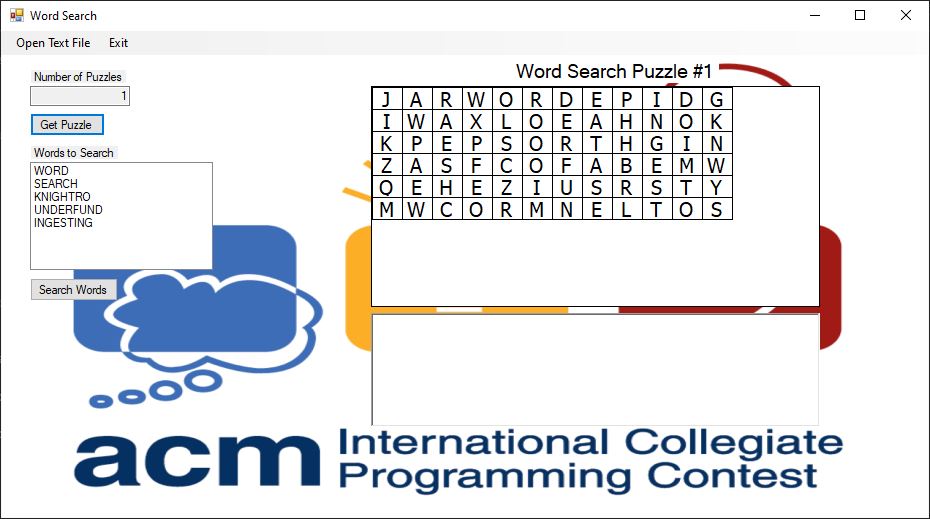 Word Search
Open Text File Exit
Number of Puzzles
1
Get Puzzle
Words to Search
WORD
SEARCH
KNIGHTRO
UNDERFUND
INGESTING
Search Words
Word Search Puzzle #1
J A R W O R D E P I D G
I W A X L O E A H N O K
K P E P S O R T H G I N
Z A S F C O F A B E M W
Q E H E Z I U S R S T Y
M W C O R M N E L T O S
acm International Collegiate
Programming Contest